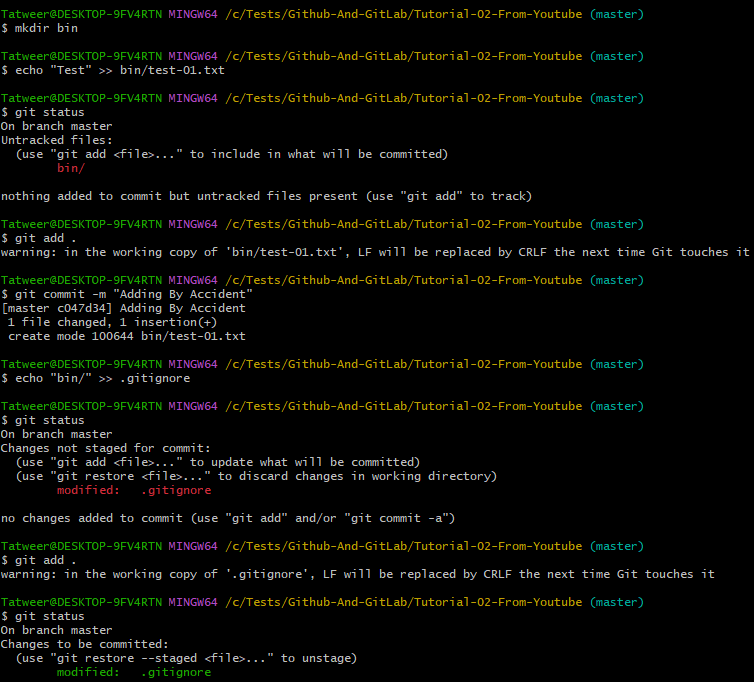 Tatweer@DESKTOP-9FV4RTN MINGW64 /c/Tests/Github-And-GitLab/Tutorial-02-From-Youtube (master)
$ mkdir bin
Tatweer@DESKTOP-9FV4RTN MINGW64 /c/Tests/Github-And-GitLab/Tutorial-02-From-Youtube (master)
$ echo "Test" >> bin/test-01.txt
Tatweer@DESKTOP-9FV4RTN MINGW64 /c/Tests/Github-And-GitLab/Tutorial-02-From-Youtube (master)
$ git status
On branch master
Untracked files:
  (use "git add <file>..." to include in what will be committed)
        bin/
nothing added to commit but untracked files present (use "git add" to track)
Tatweer@DESKTOP-9FV4RTN MINGW64 /c/Tests/Github-And-GitLab/Tutorial-02-From-Youtube (master)
$ git add .
warning: in the working copy of 'bin/test-01.txt', LF will be replaced by CRLF the next time Git touches it
Tatweer@DESKTOP-9FV4RTN MINGW64 /c/Tests/Github-And-GitLab/Tutorial-02-From-Youtube (master)
$ git commit -m "Adding By Accident"
[master c047d34] Adding By Accident
 1 file changed, 1 insertion(+)
 create mode 100644 bin/test-01.txt
Tatweer@DESKTOP-9FV4RTN MINGW64 /c/Tests/Github-And-GitLab/Tutorial-02-From-Youtube (master)
$ echo "bin/" >> .gitignore
Tatweer@DESKTOP-9FV4RTN MINGW64 /c/Tests/Github-And-GitLab/Tutorial-02-From-Youtube (master)
$ git status
On branch master
Changes not staged for commit:
  (use "git add <file>..." to update what will be committed)
  (use "git restore <file>..." to discard changes in working directory)
        modified:   .gitignore
no changes added to commit (use "git add" and/or "git commit -a")
Tatweer@DESKTOP-9FV4RTN MINGW64 /c/Tests/Github-And-GitLab/Tutorial-02-From-Youtube (master)
$ git add .
warning: in the working copy of '.gitignore', LF will be replaced by CRLF the next time Git touches it
Tatweer@DESKTOP-9FV4RTN MINGW64 /c/Tests/Github-And-GitLab/Tutorial-02-From-Youtube (master)
$ git status
On branch master
Changes to be committed:
  (use "git restore --staged <file>..." to unstage)
        modified:   .gitignore